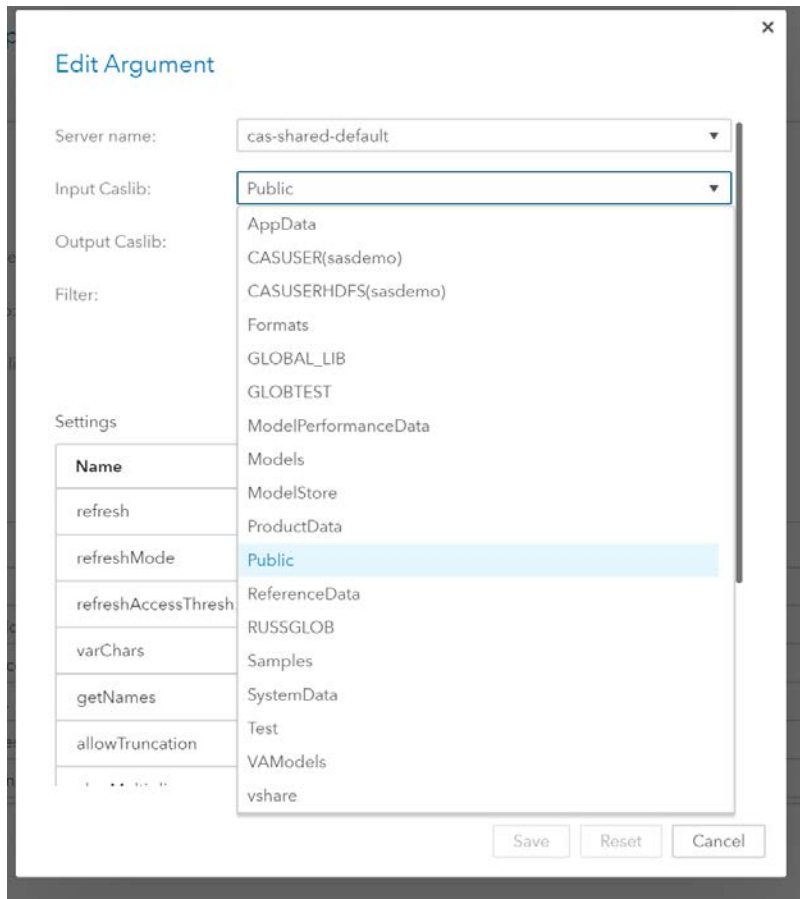 Edit Argument
Server name: cas-shared-default
Input Caslib: Public
AppData
Output Caslib:
CASUSER(sasdemo)
Filter:
CASUSERHDFS(sasdemo)
Formats
GLOBAL_LIB
GLOBTEST
Settings
ModelPerformanceData
Name
Models
ModelStore
refresh
ProductData
refreshMode
Public
refreshAccessThresh
ReferenceData
RUSSGLOB
varChars
Samples
getNames
SystemData
Test
allowTruncation
VAModels
vshare
Save Reset Cancel